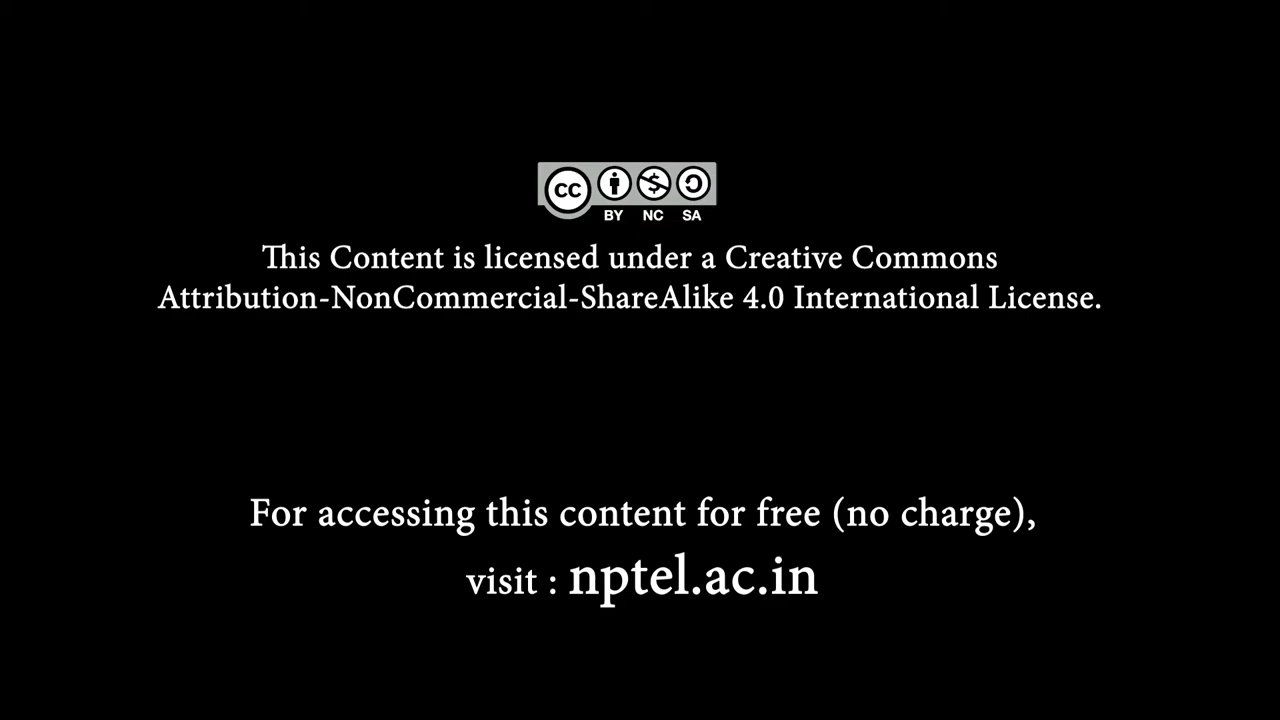 cc
BY NC SA
This Content is licensed under a Creative Commons
Attribution-NonCommercial-ShareAlike 4.0 International License.
For accessing this content for free (no charge),
visit : nptel.ac.in